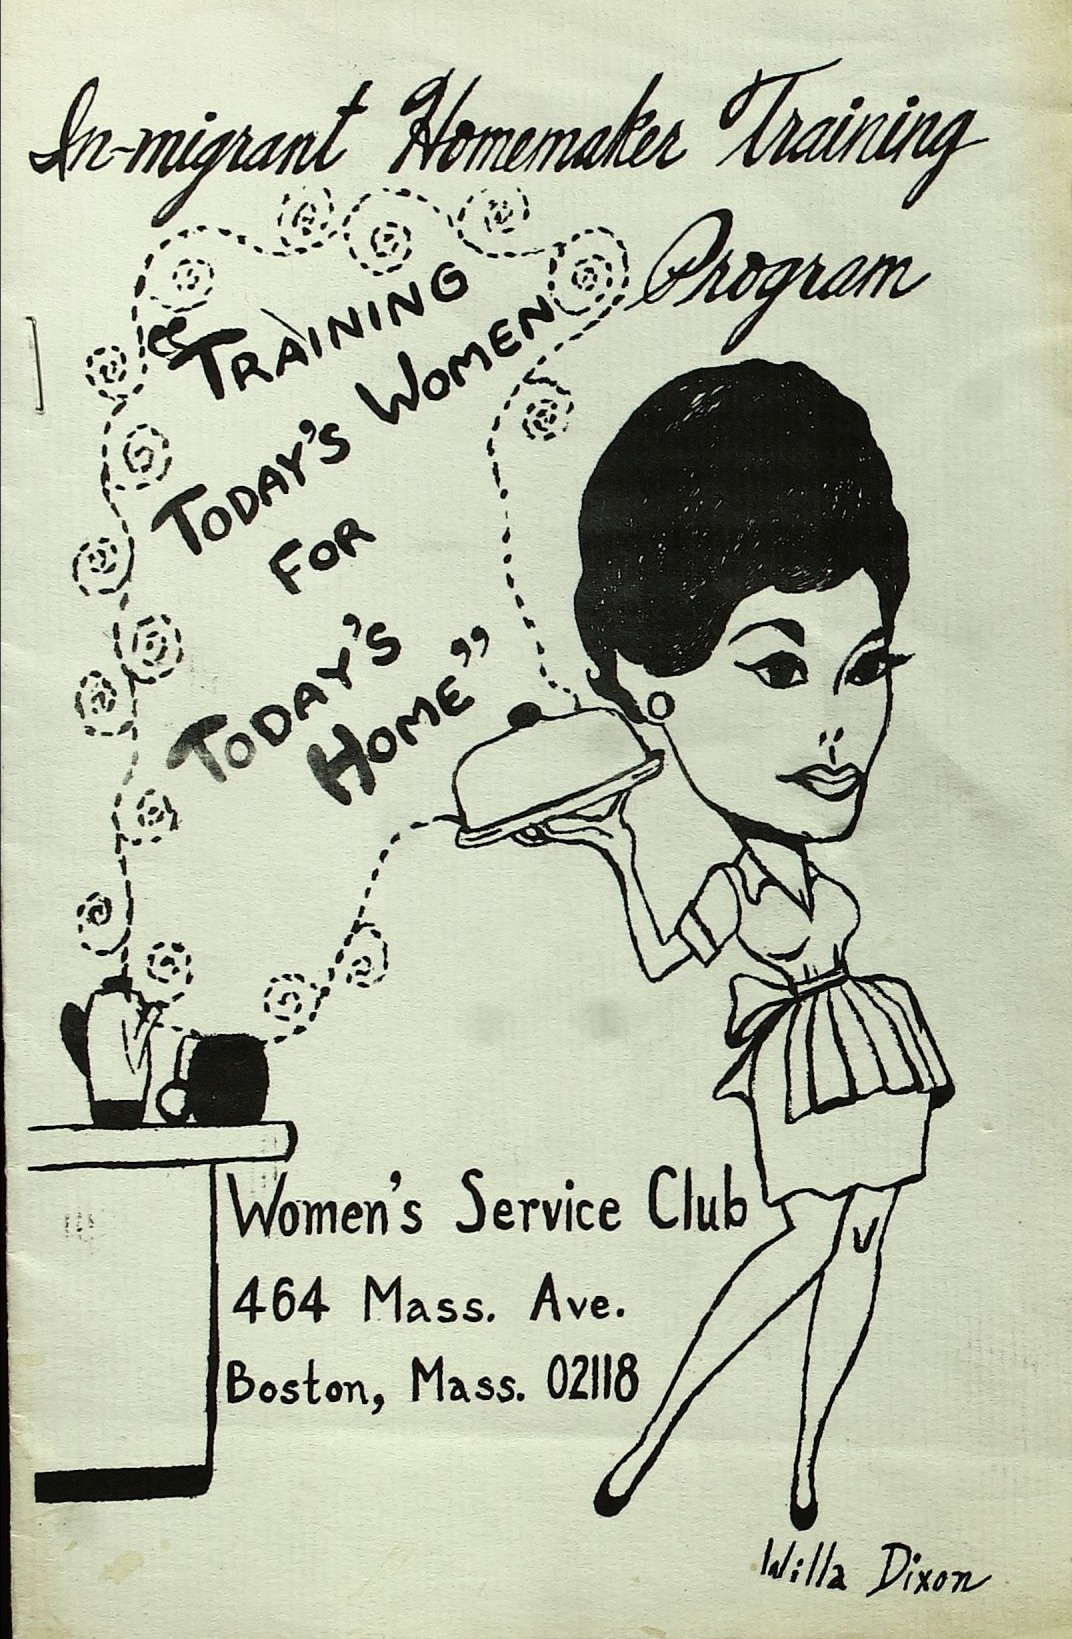 In-migrant Homemaker Training
Program
"TRAINING
TODAY'S WOMEN
FOR
TODAY'S
HOME"
Women's Service Club
464 Mass. Ave.
Boston, Mass. 02118
Willa Dixon